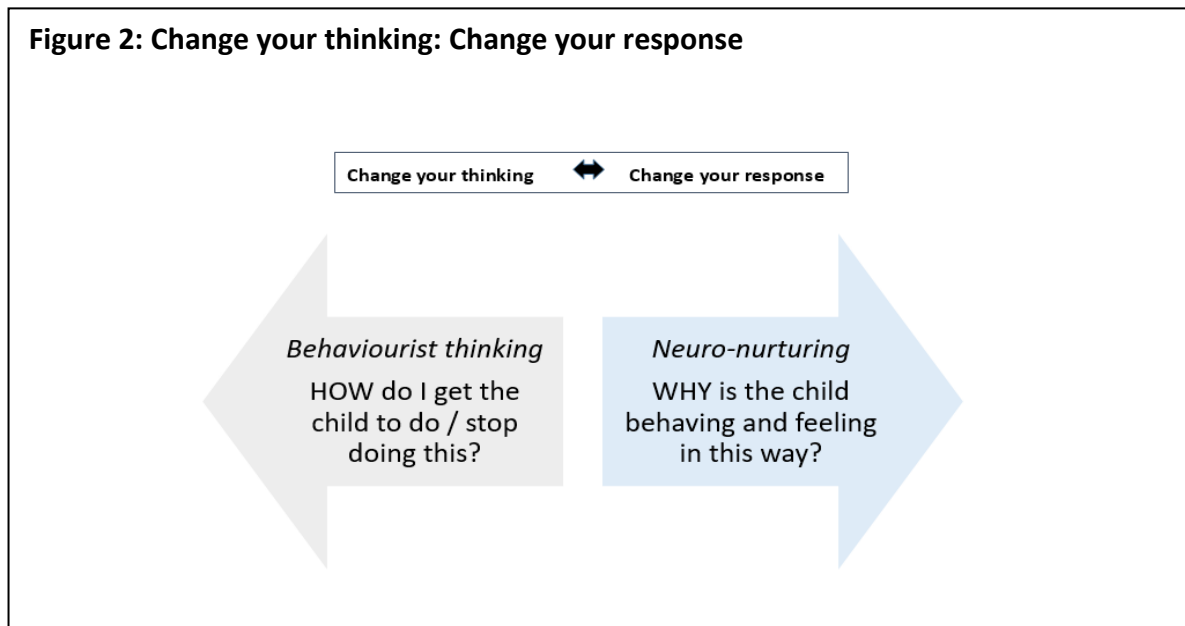 Figure 2: Change your thinking: Change your response
Change your thinking ⬌ Change your response
Behaviourist thinking
HOW do I get the
child to do / stop
doing this?
Neuro-nurturing
WHY is the child
behaving and feeling
in this way?